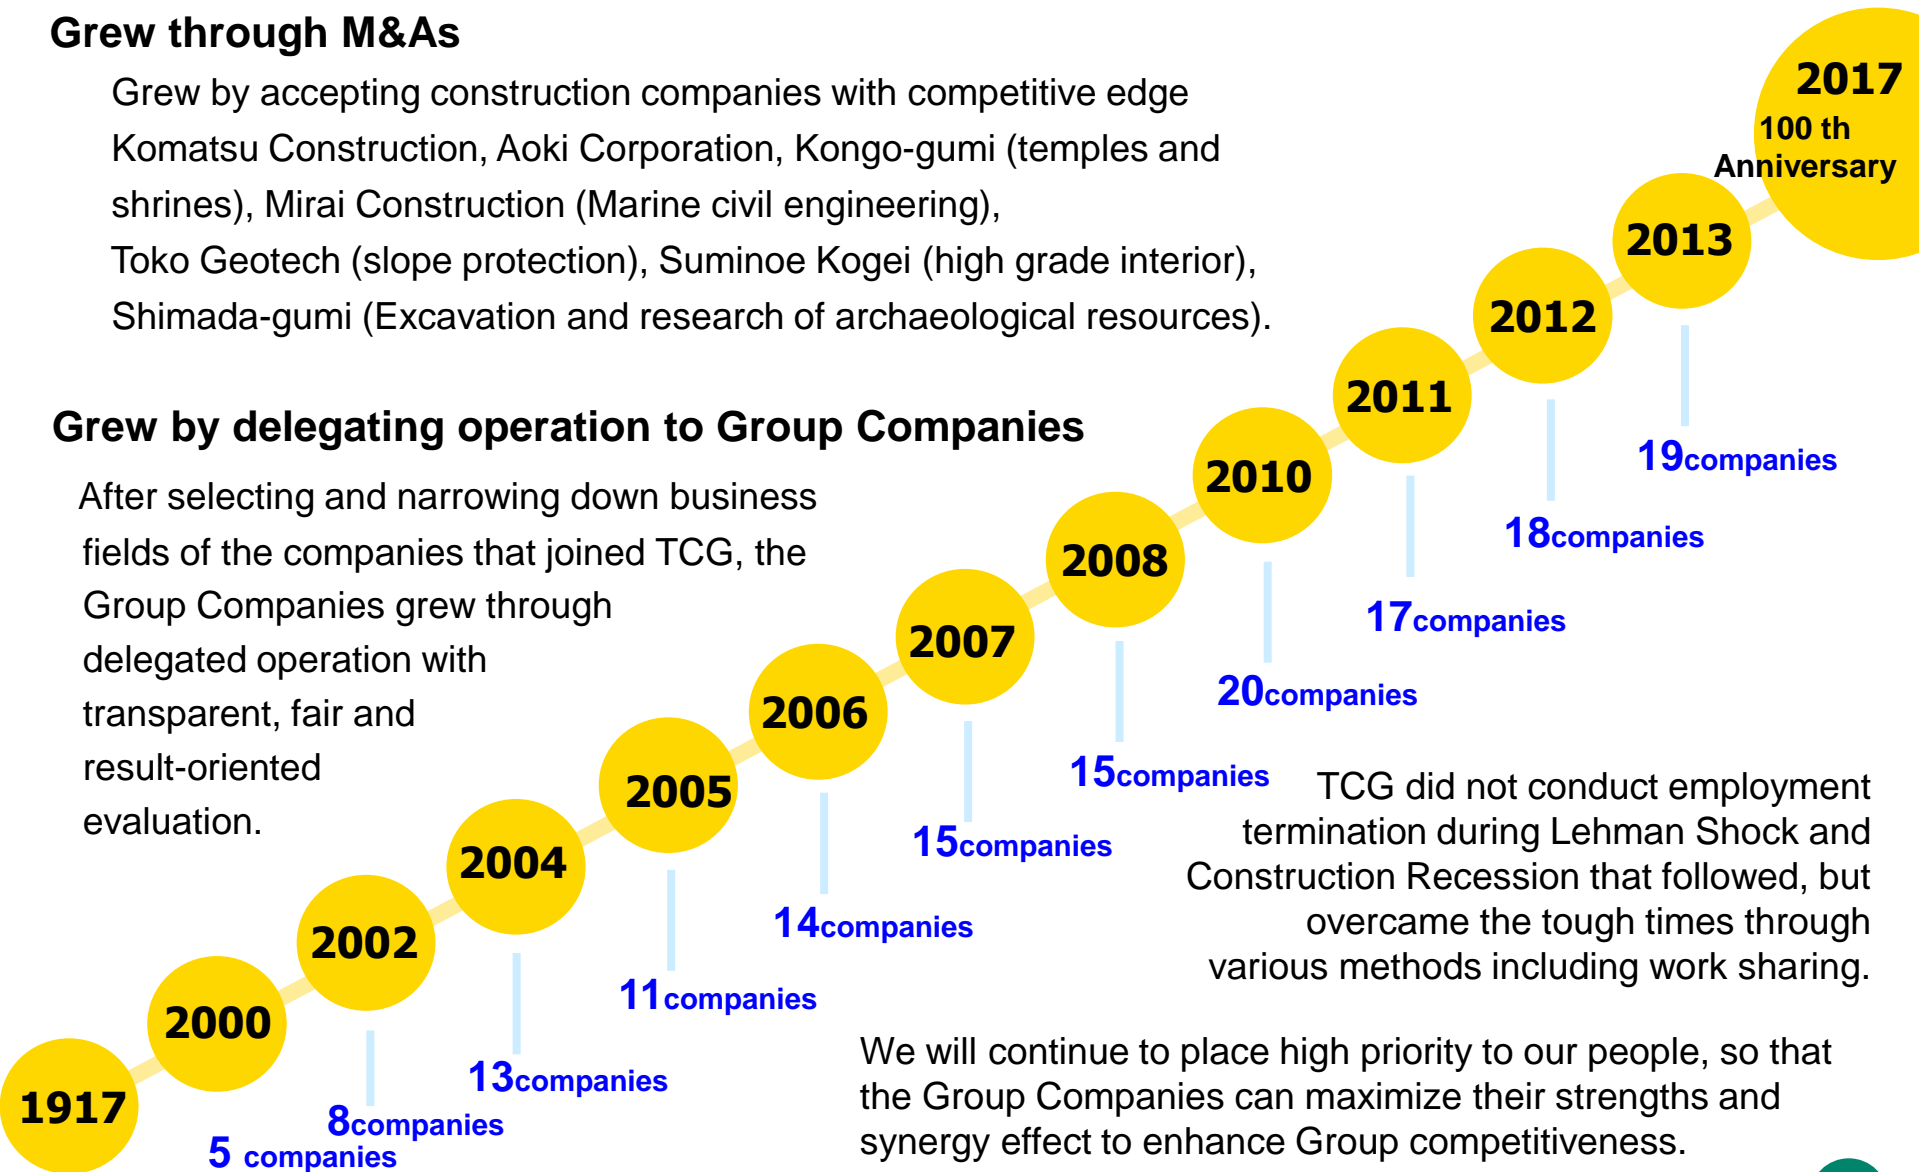 Grew through M&As
Grew by accepting construction companies with competitive edge
Komatsu Construction, Aoki Corporation, Kongo-gumi (temples and
shrines), Mirai Construction (Marine civil engineering),
Toko Geotech (slope protection), Suminoe Kogei (high grade interior),
Shimada-gumi (Excavation and research of archaeological resources).
Grew by delegating operation to Group Companies
After selecting and narrowing down business
fields of the companies that joined TCG, the
Group Companies grew through
delegated operation with
transparent, fair and
result-oriented
evaluation.
1917
2000
5 companies
2002
8companies
2004
13companies
2005
11companies
2006
14companies
2007
15companies
2008
15companies
2010
20companies
2011
17companies
2012
18companies
2013
19companies
2017
100 th
Anniversary
TCG did not conduct employment
termination during Lehman Shock and
Construction Recession that followed, but
overcame the tough times through
various methods including work sharing.
We will continue to place high priority to our people, so that
the Group Companies can maximize their strengths and
synergy effect to enhance Group competitiveness.